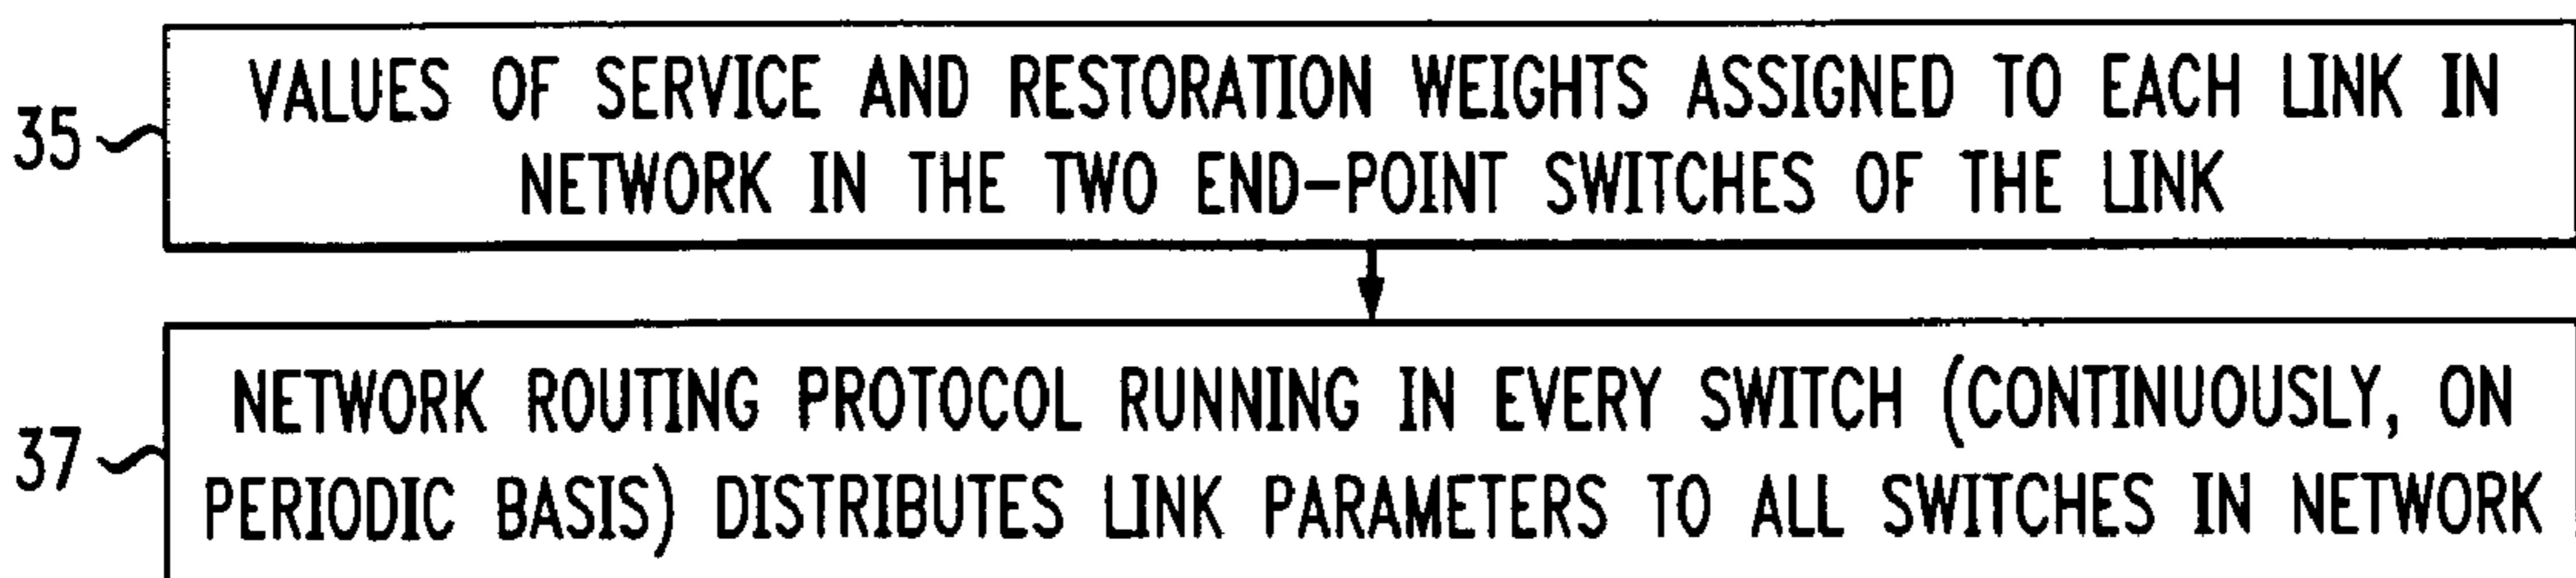 VALUES OF SERVICE AND RESTORATION WEIGHTS ASSIGNED TO EACH LINK IN
35
NETWORK IN THE TWO END-POINT SWITCHES OF THE LINK
NETWORK ROUTING PROTOCOL RUNNING IN EVERY SWITCH (CONTINUOUSLY, ON
37
PERIODIC BASIS) DISTRIBUTES LINK PARAMETERS TO ALL SWITCHES IN NETWORK